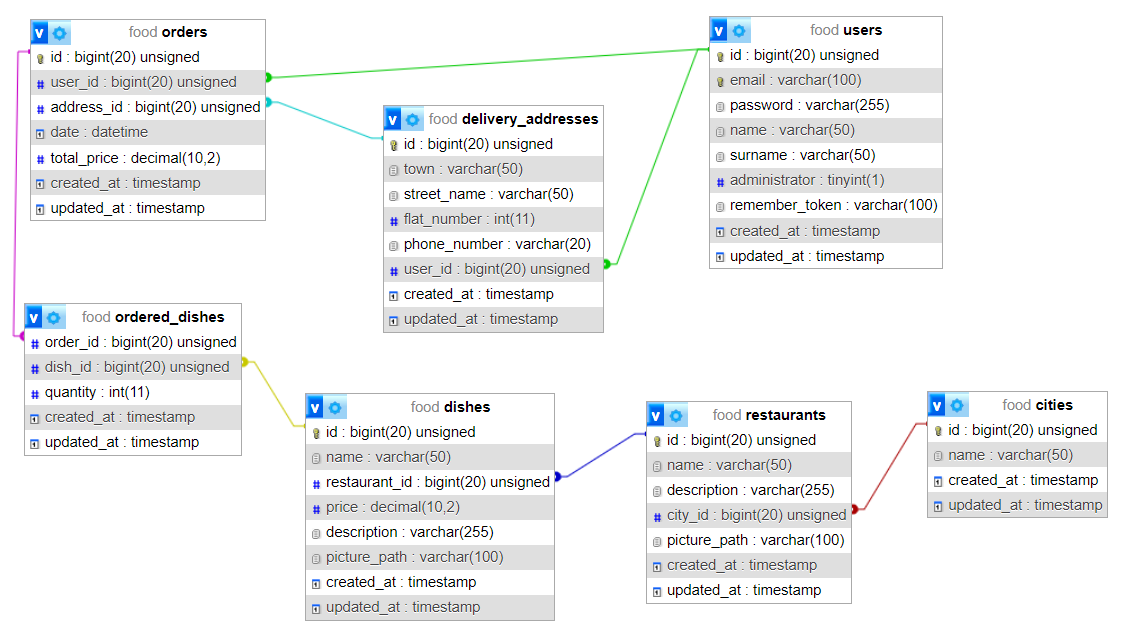 food orders
id : bigint(20) unsigned
user_id : bigint(20) unsigned
address_id : bigint(20) unsigned
date : datetime
total_price : decimal(10,2)
created_at : timestamp
updated_at : timestamp
food delivery_addresses
id : bigint(20) unsigned
town : varchar(50)
street_name : varchar(50)
flat_number : int(11)
phone_number : varchar(20)
user_id : bigint(20) unsigned
created_at : timestamp
updated_at : timestamp
food users
id : bigint(20) unsigned
email : varchar(100)
password : varchar(255)
name : varchar(50)
surname : varchar(50)
administrator : tinyint(1)
remember_token : varchar(100)
created_at : timestamp
updated_at : timestamp
food ordered_dishes
order_id : bigint(20) unsigned
dish_id : bigint(20) unsigned
quantity : int(11)
created_at : timestamp
updated_at : timestamp
food dishes
id : bigint(20) unsigned
name : varchar(50)
restaurant_id : bigint(20) unsigned
price : decimal(10,2)
description : varchar(255)
picture_path : varchar(100)
created_at : timestamp
updated_at : timestamp
food restaurants
id : bigint(20) unsigned
name : varchar(50)
description : varchar(255)
city_id : bigint(20) unsigned
picture_path : varchar(100)
created_at : timestamp
updated_at : timestamp
food cities
id : bigint(20) unsigned
name : varchar(50)
created_at : timestamp
updated_at : timestamp